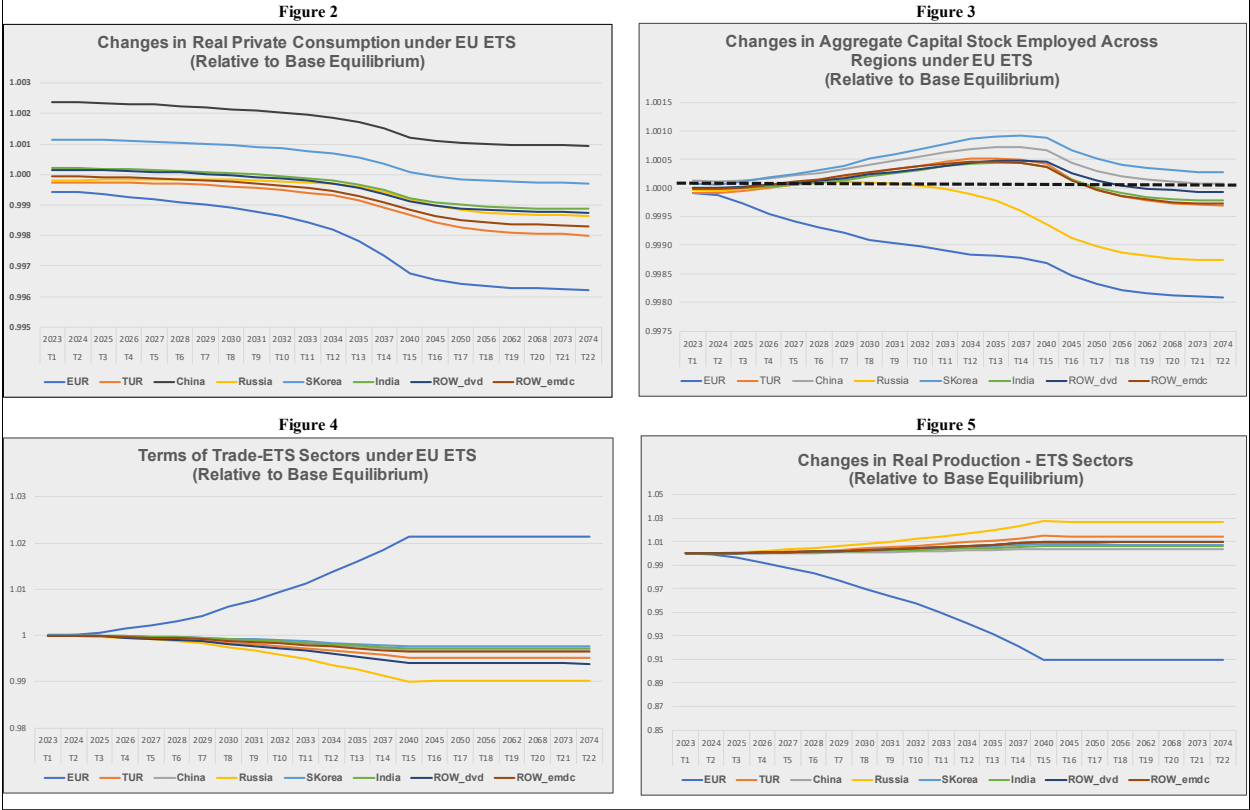 Figure 2
Changes in Real Private Consumption under EU ETS
(Relative to Base Equilibrium)
1.003
1.002
1.001
1.000
0.999
0.998
0.997
0.996
0.995
2023 2024 2025 2026 2027 2028 2029 2030 2031 2032 2033 2034 2035 2037 2040 2045 2050 2056 2062 2068 2073 2074
T1 T2 T3 T4 T5 T6 T7 T8 T9 T10 T11 T12 T13 T14 T15 T16 T17 T18 T19 T20 T21 T22
EUR TUR China Russia SKorea India ROW_dvd ROW_emdc
Figure 3
Changes in Aggregate Capital Stock Employed Across
Regions under EU ETS
(Relative to Base Equilibrium)
1.0015
1.0010
1.0005
1.0000
0.9995
0.9990
0.9985
0.9980
0.9975
2023 2024 2025 2026 2027 2028 2029 2030 2031 2032 2033 2034 2035 2037 2040 2045 2050 2056 2062 2068 2073 2074
T1 T2 T3 T4 T5 T6 T7 T8 T9 T10 T11 T12 T13 T14 T15 T16 T17 T18 T19 T20 T21 T22
EUR TUR China Russia SKorea India ROW_dvd ROW_emdc
Figure 4
Terms of Trade-ETS Sectors under EU ETS
(Relative to Base Equilibrium)
1.03
1.02
1.01
1
0.99
0.98
2023 2024 2025 2026 2027 2028 2029 2030 2031 2032 2033 2034 2035 2037 2040 2045 2050 2056 2062 2068 2073 2074
T1 T2 T3 T4 T5 T6 T7 T8 T9 T10 T11 T12 T13 T14 T15 T16 T17 T18 T19 T20 T21 T22
EUR TUR China Russia SKorea India ROW_dvd ROW_emdc
Figure 5
Changes in Real Production - ETS Sectors
(Relative to Base Equilibrium)
1.05
1.03
1.01
0.99
0.97
0.95
0.93
0.91
0.89
0.87
0.85
2023 2024 2025 2026 2027 2028 2029 2030 2031 2032 2033 2034 2035 2037 2040 2045 2050 2056 2062 2068 2073 2074
T1 T2 T3 T4 T5 T6 T7 T8 T9 T10 T11 T12 T13 T14 T15 T16 T17 T18 T19 T20 T21 T22
EUR TUR China Russia SKorea India ROW_dvd ROW_emdc